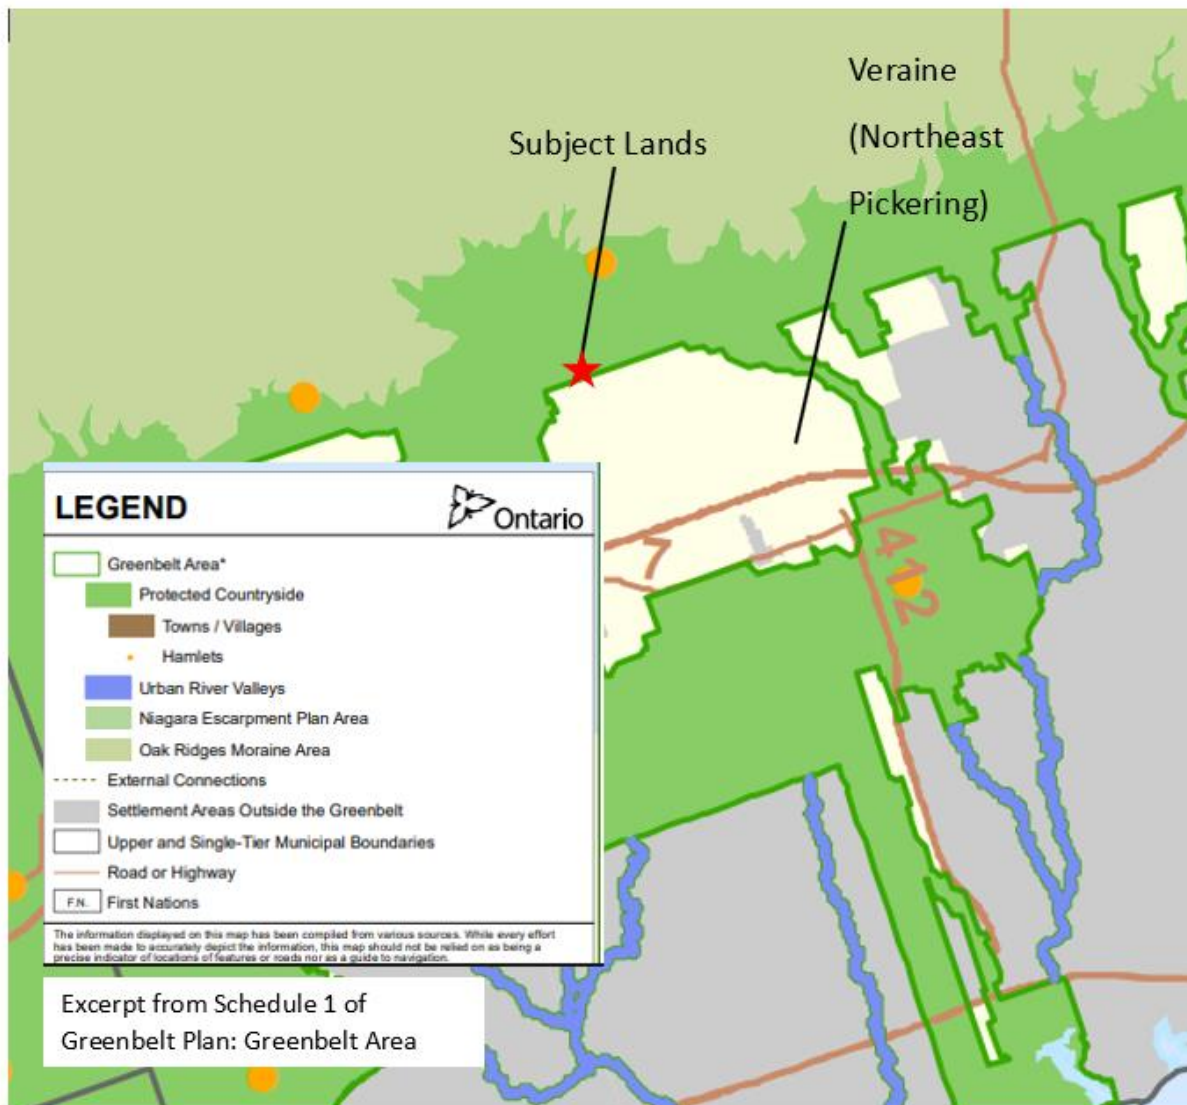 Veraine
(Northeast
Pickering)
Subject Lands
7
412
LEGEND
Ontario
Greenbelt Area*
Protected Countryside
Towns / Villages
Hamlets
Urban River Valleys
Niagara Escarpment Plan Area
Oak Ridges Moraine Area
External Connections
Settlement Areas Outside the Greenbelt
Upper and Single-Tier Municipal Boundaries
Road or Highway
F.N. First Nations
The information displayed on this map has been compiled from various sources. While every effort
has been made to accurately depict the information, this map should not be relied on as being a
precise indicator of locations of features or roads nor as a guide to navigation.
Excerpt from Schedule 1 of
Greenbelt Plan: Greenbelt Area